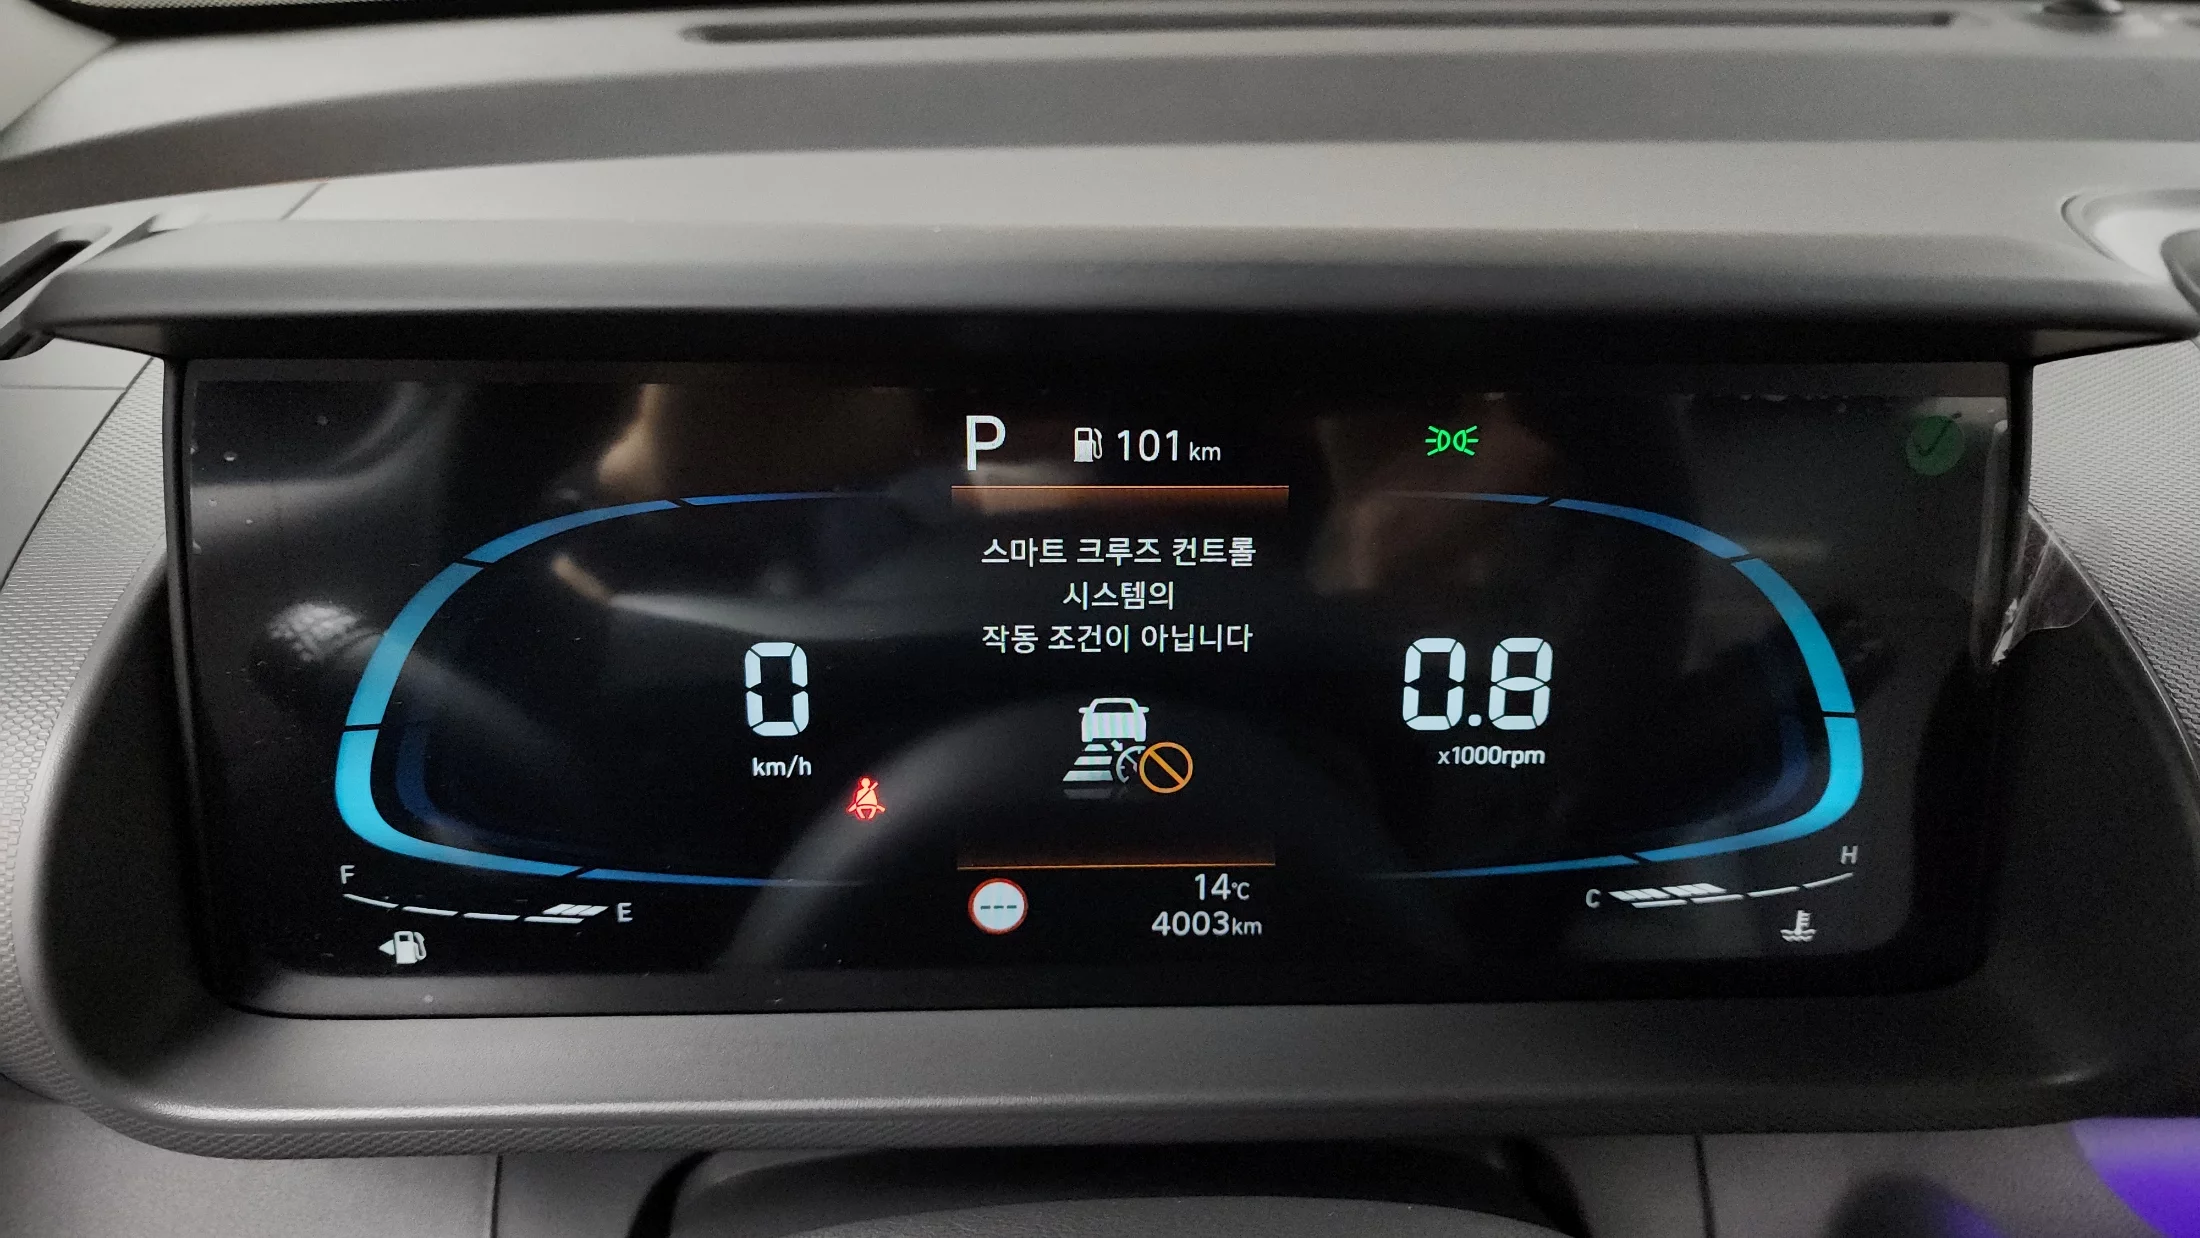 P 101 km
스마트 크루즈 컨트롤
시스템의
작동 조건이 아닙니다
0
km/h
0.8
x1000rpm
F E
C H
---
14℃
4003km